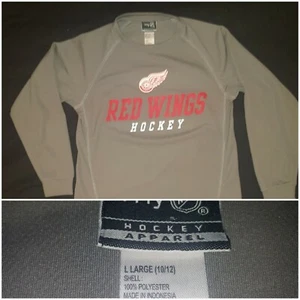 RED WINGS
HOCKEY
HOCKEY
APPAREL
L LARGE (10/12)
SHELL:
100% POLYESTER
MADE IN INDONESIA